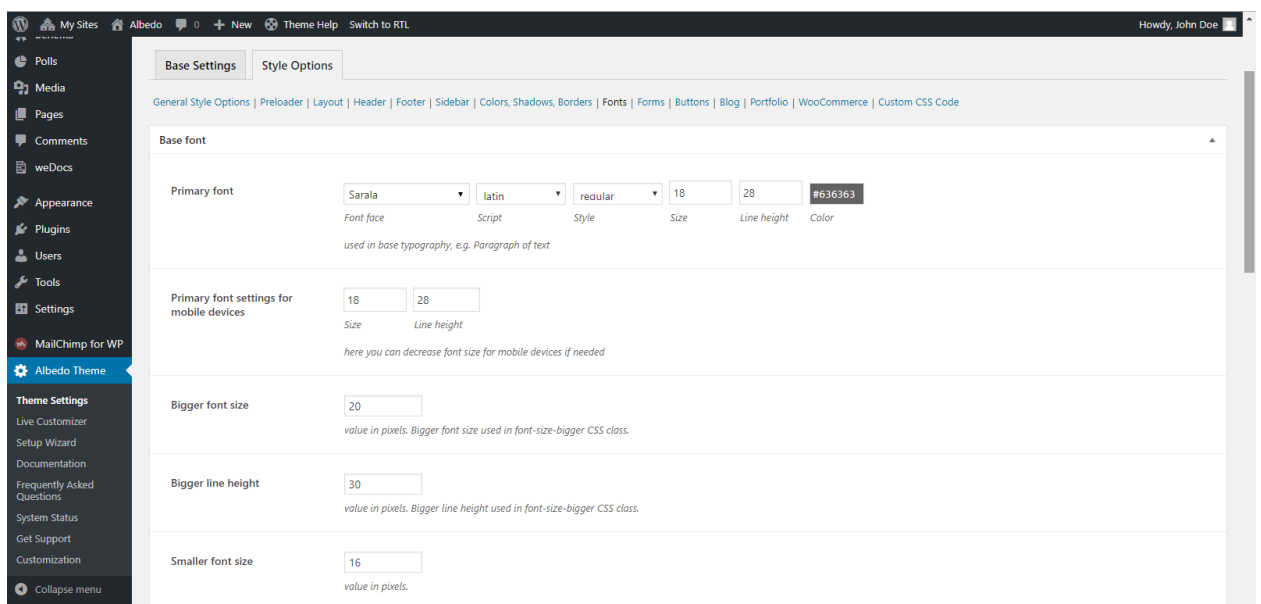 My Sites Albedo 0 + New Theme Help Switch to RTL Howdy, John Doe
Polls
Media
Pages
Comments
weDocs
Appearance
Plugins
Users
Tools
Settings
MailChimp for WP
Albedo Theme
Theme Settings
Live Customizer
Setup Wizard
Documentation
Frequently Asked
Questions
System Status
Get Support
Customization
Collapse menu
Base Settings Style Options
General Style Options | Preloader | Layout | Header | Footer | Sidebar | Colors, Shadows, Borders | Fonts | Forms | Buttons | Blog | Portfolio | WooCommerce | Custom CSS Code
Base font
Primary font Sarala latin regular 18 28 #636363
Font face Script Style Size Line height Color
used in base typography, e.g. Paragraph of text
Primary font settings for
mobile devices
18 28
Size Line height
here you can decrease font size for mobile devices if needed
Bigger font size 20
value in pixels. Bigger font size used in font-size-bigger CSS class.
Bigger line height 30
value in pixels. Bigger line height used in font-size-bigger CSS class.
Smaller font size 16
value in pixels.